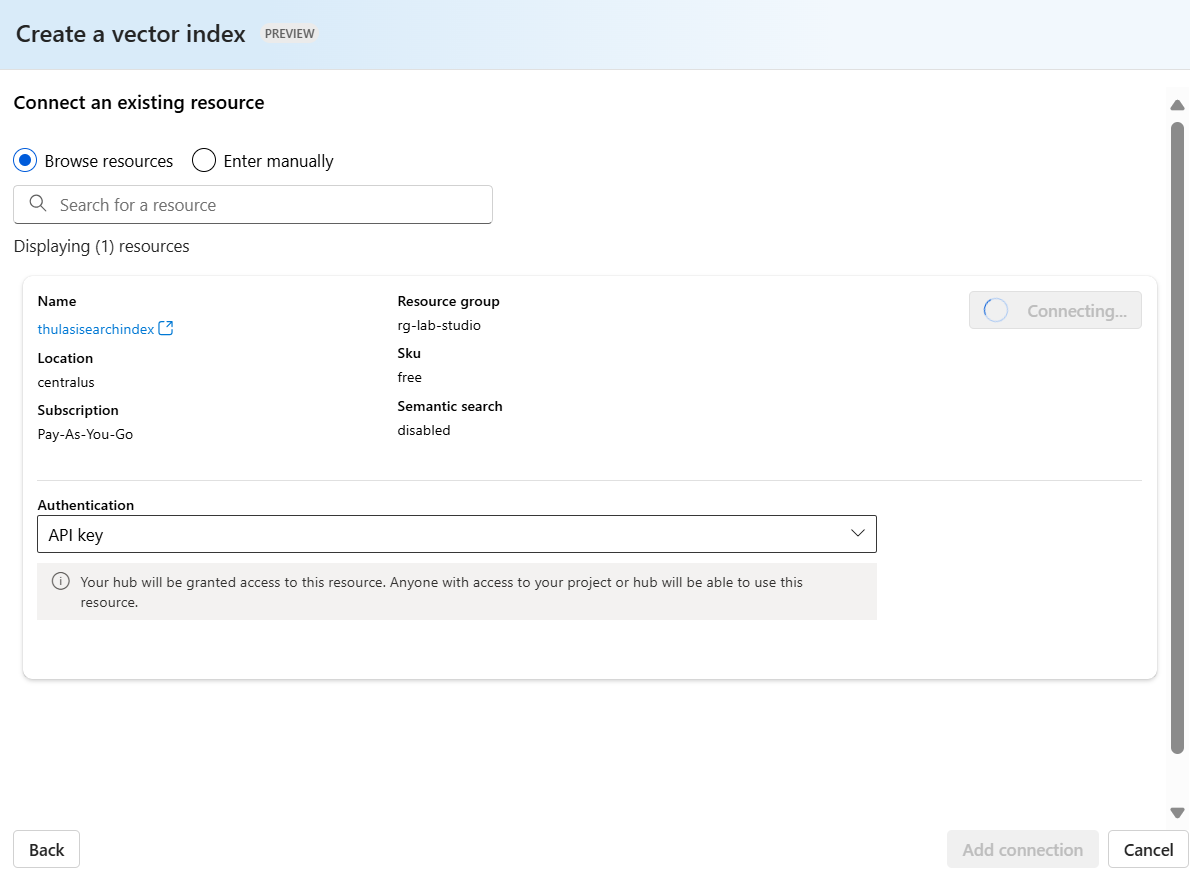 Create a vector index PREVIEW
Connect an existing resource
Browse resources Enter manually
Search for a resource
Displaying (1) resources
Name
thulasisearchindex
Location
centralus
Subscription
Pay-As-You-Go
Resource group
rg-lab-studio
Sku
free
Semantic search
disabled
Connecting...
Authentication
API key
Your hub will be granted access to this resource. Anyone with access to your project or hub will be able to use this
resource.
Back Add connection Cancel